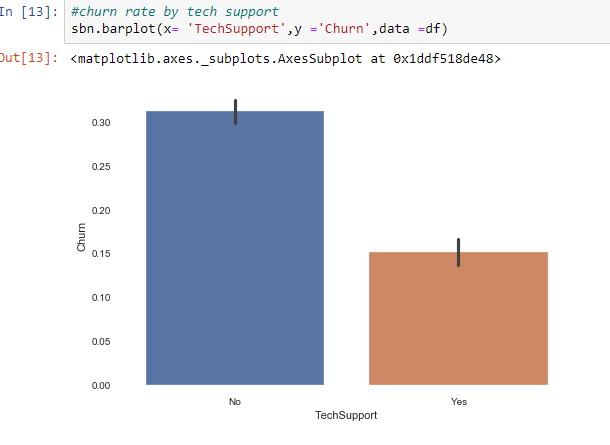 In [13]: #churn rate by tech support
sbn.barplot(x= 'TechSupport',y ='Churn',data =df)
Out[13]: <matplotlib.axes._subplots.AxesSubplot at 0x1ddf518de48>
0.30
0.25
0.20
Churn
0.15
0.10
0.05
0.00
No Yes
TechSupport